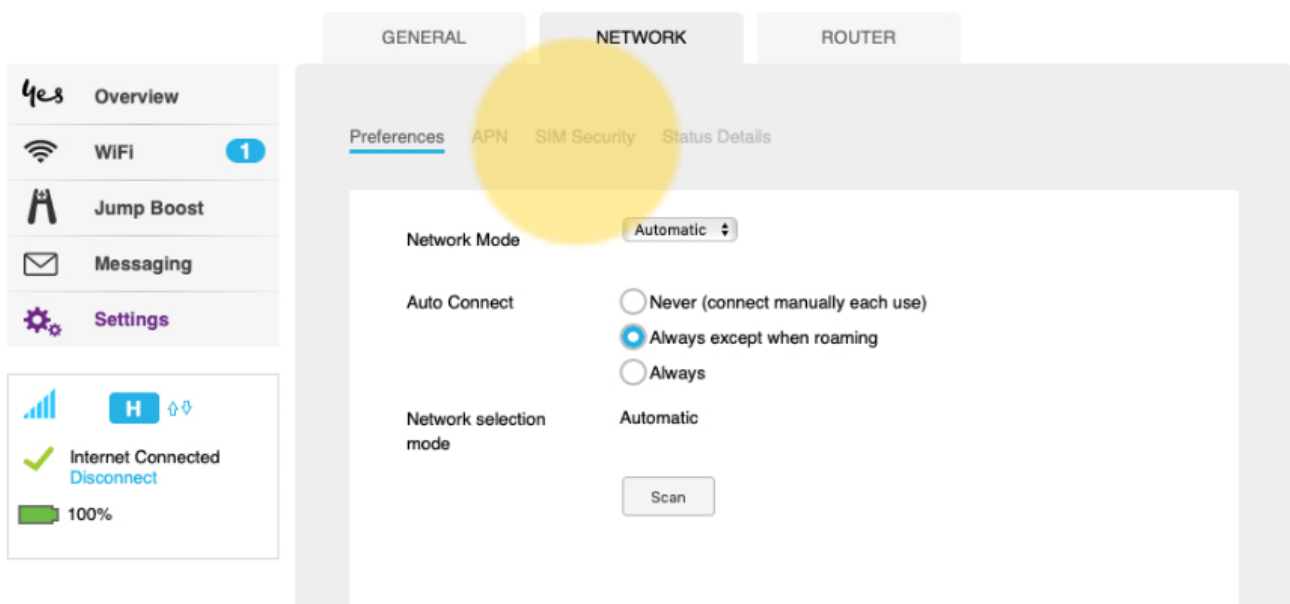 GENERAL NETWORK ROUTER
yes Overview
WiFi 1
Jump Boost
Messaging
Settings
H
Internet Connected
Disconnect
100%
Preferences APN SIM Security Status Details
Network Mode Automatic
Auto Connect Never (connect manually each use)
Always except when roaming
Always
Network selection Automatic
mode
Scan